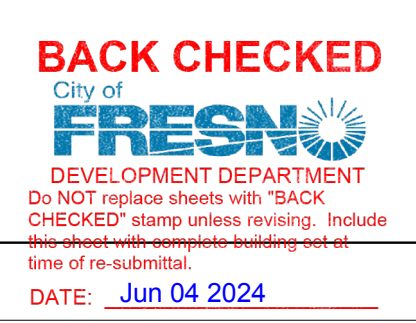 BACK CHECKED
City of
FRESNO
DEVELOPMENT DEPARTMENT
Do NOT replace sheets with "BACK
CHECKED" stamp unless revising. Include
this sheet with complete building set at
time of re-submittal.
DATE: Jun 04 2024